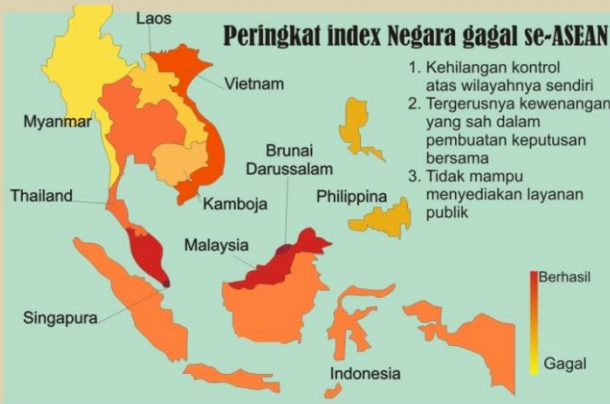 Peringkat index Negara gagal se-ASEAN
1. Kehilangan kontrol
atas wilayahnya sendiri
2. Tergerusnya kewenangan
yang sah dalam
pembuatan keputusan
bersama
3. Tidak mampu
menyediakan layanan
publik
Laos
Vietnam
Myanmar
Brunai
Darussalam
Thailand
Kamboja
Philippina
Malaysia
Singapura
Indonesia
Berhasil
Gagal